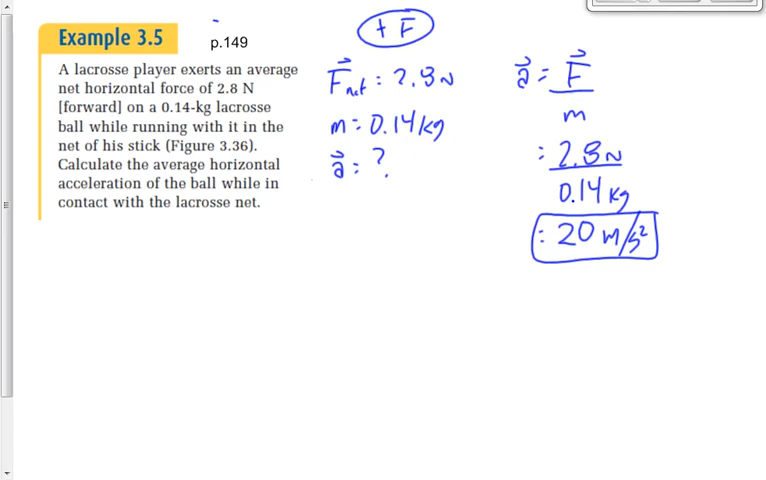 Example 3.5
p.149
A lacrosse player exerts an average
net horizontal force of 2.8 N
[forward] on a 0.14-kg lacrosse
ball while running with it in the
net of his stick (Figure 3.36).
Calculate the average horizontal
acceleration of the ball while in
contact with the lacrosse net.
+ F
F⃗net : 2.8 N
m = 0.14 kg
a⃗ = ?
a⃗ = F⃗
m
= 2.8 N
0.14 kg
= 20 m/s²